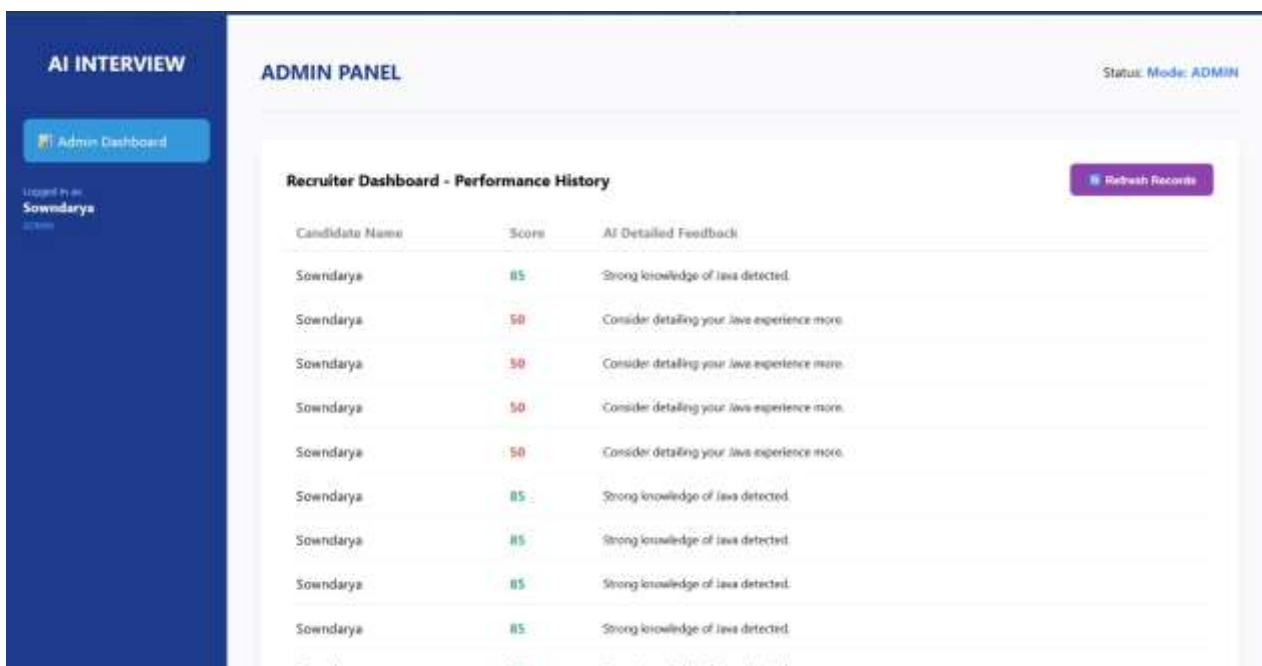 AI INTERVIEW
ADMIN PANEL
Status: Mode: ADMIN
Admin Dashboard
Logged in as
Sowndarya
ADMIN
Recruiter Dashboard - Performance History
Refresh Records
Candidate Name Score AI Detailed Feedback
Sowndarya 85 Strong knowledge of Java detected.
Sowndarya 50 Consider detailing your Java experience more.
Sowndarya 50 Consider detailing your Java experience more.
Sowndarya 50 Consider detailing your Java experience more.
Sowndarya 50 Consider detailing your Java experience more.
Sowndarya 85 Strong knowledge of Java detected.
Sowndarya 85 Strong knowledge of Java detected.
Sowndarya 85 Strong knowledge of Java detected.
Sowndarya 85 Strong knowledge of Java detected.